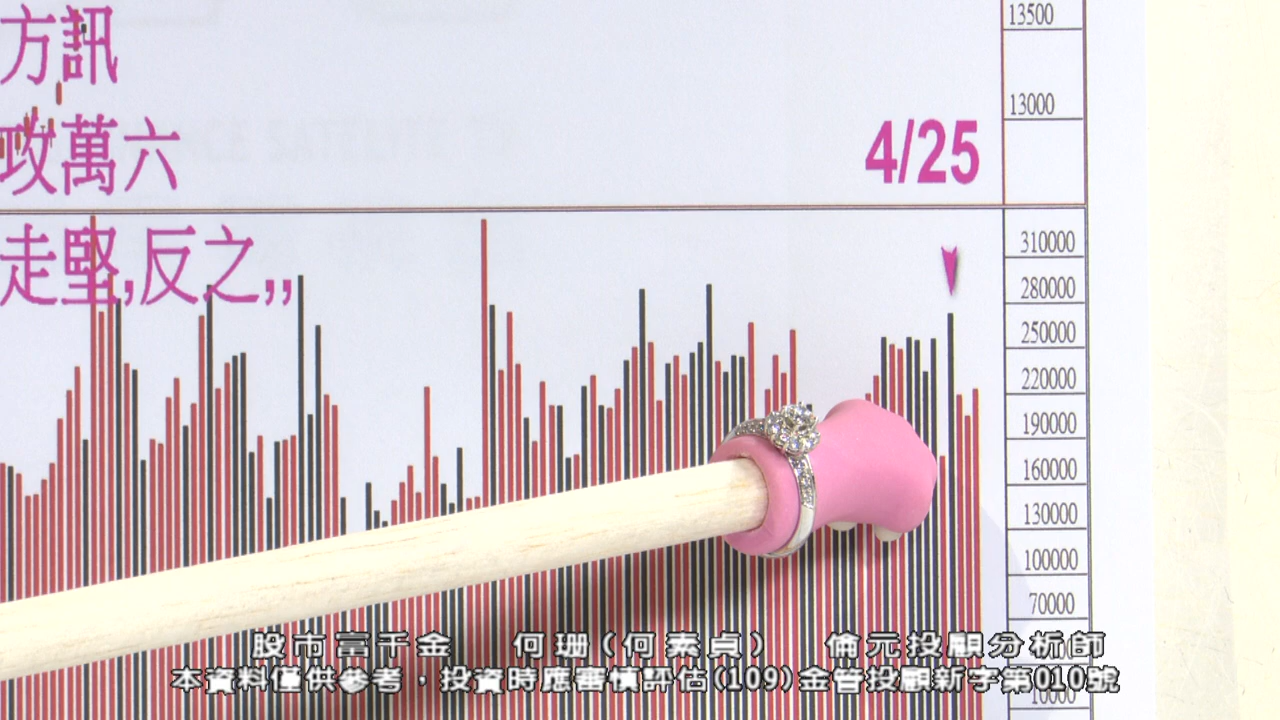 方訊
攻萬六
走堅,反之,,
4/25
13500
13000
310000
280000
250000
220000
190000
160000
130000
100000
70000
10000
股市富千金 何珊(何素貞) 倫元投顧分析師
本資料僅供參考，投資時應審慎評估(109)金管投顧新字第010號